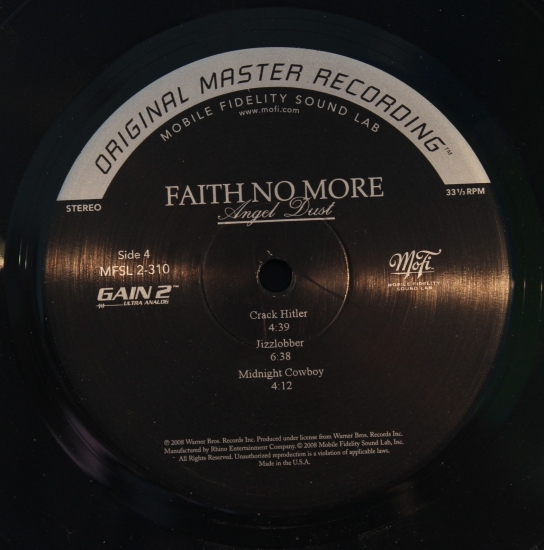 ORIGINAL MASTER RECORDING™
MOBILE FIDELITY SOUND LAB
www.mofi.com
FAITH NO MORE
Angel Dust
STEREO
33 1/3 RPM
Side 4
MFSL 2-310
GAIN 2™
ULTRA ANALOG
MoFi
MOBILE FIDELITY
SOUND LAB
Crack Hitler
4:39
Jizzlobber
6:38
Midnight Cowboy
4:12
℗ 2008 Warner Bros. Records Inc. Produced under license from Warner Bros. Records Inc.
Manufactured by Rhino Entertainment Company, © 2008 Mobile Fidelity Sound Lab, Inc.
All Rights Reserved. Unauthorized reproduction is a violation of applicable laws.
Made in the U.S.A.